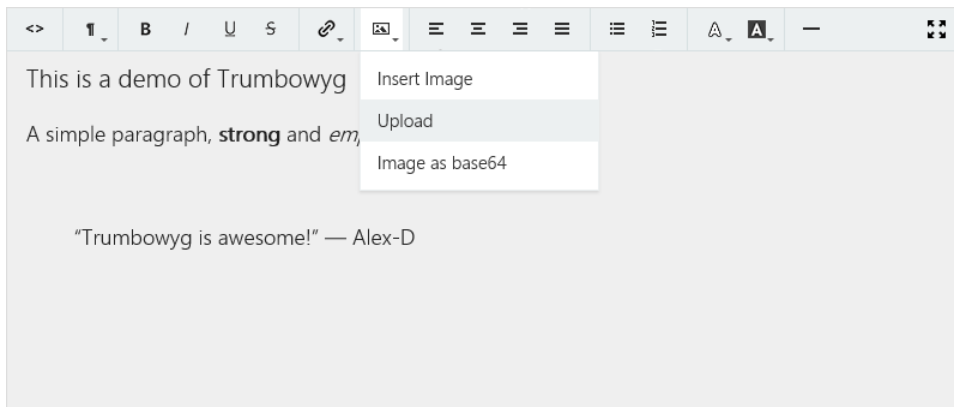 <> ¶ B I U S A A
This is a demo of Trumbowyg
Insert Image
Upload
A simple paragraph, strong and em
Image as base64
“Trumbowyg is awesome!” — Alex-D